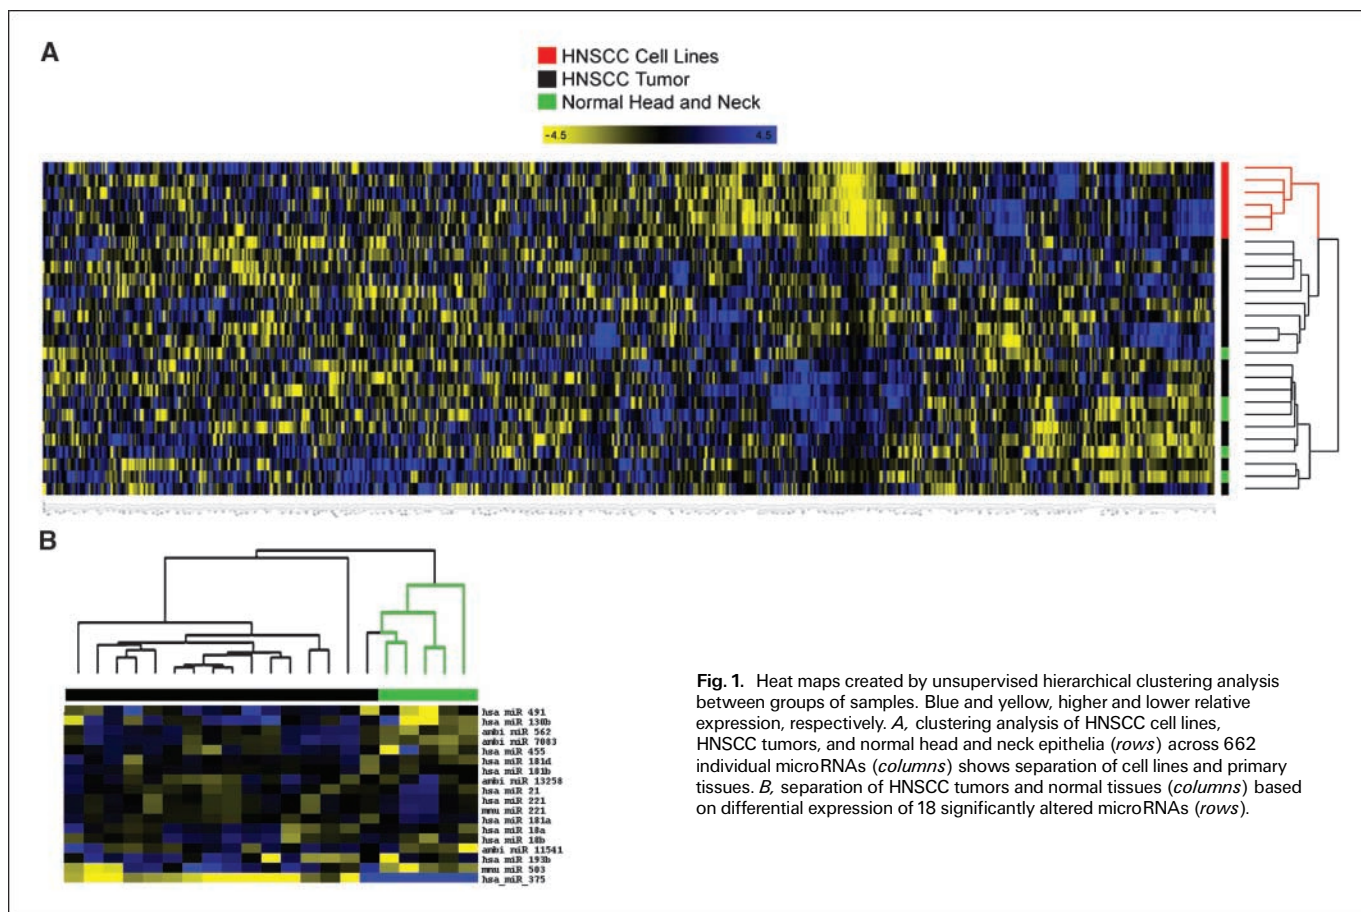 A
HNSCC Cell Lines
HNSCC Tumor
Normal Head and Neck
-4.5 4.5
B
hsa miR 491
hsa miR 130b
ambi miR 562
ambi miR 7083
hsa miR 455
hsa miR 181d
hsa miR 181b
ambi miR 13258
hsa miR 21
hsa miR 221
mmu miR 221
hsa miR 181a
hsa miR 18a
hsa miR 18b
ambi miR 11541
hsa miR 193b
mmu miR 503
hsa_miR_375
Fig. 1. Heat maps created by unsupervised hierarchical clustering analysis
between groups of samples. Blue and yellow, higher and lower relative
expression, respectively. A, clustering analysis of HNSCC cell lines,
HNSCC tumors, and normal head and neck epithelia (rows) across 662
individual microRNAs (columns) shows separation of cell lines and primary
tissues. B, separation of HNSCC tumors and normal tissues (columns) based
on differential expression of 18 significantly altered microRNAs (rows).